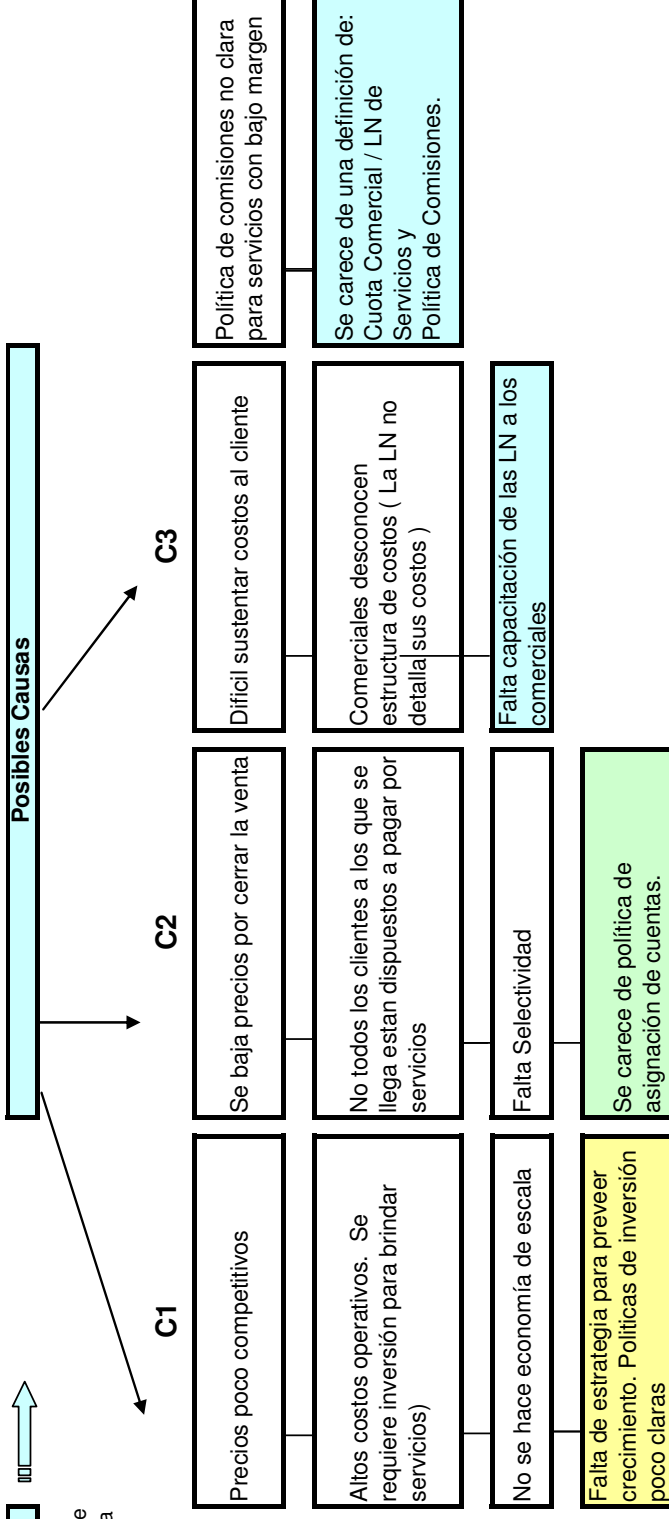 Posibles Causas
e
a
C1
C2
C3
Precios poco competitivos
Altos costos operativos. Se
requiere inversión para brindar
servicios)
No se hace economía de escala
Falta de estrategia para preveer
crecimiento. Políticas de inversión
poco claras
Se baja precios por cerrar la venta
No todos los clientes a los que se
llega estan dispuestos a pagar por
servicios
Falta Selectividad
Se carece de política de
asignación de cuentas.
Dificil sustentar costos al cliente
Comerciales desconocen
estructura de costos ( La LN no
detalla sus costos )
Falta capacitación de las LN a los
comerciales
Política de comisiones no clara
para servicios con bajo margen
Se carece de una definición de:
Cuota Comercial / LN de
Servicios y
Política de Comisiones.